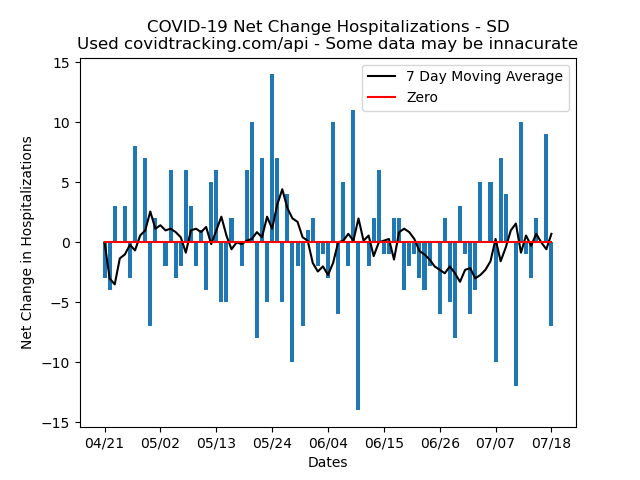 COVID-19 Net Change Hospitalizations - SD
Used covidtracking.com/api - Some data may be innacurate
7 Day Moving Average
Zero
Net Change in Hospitalizations
15
10
5
0
−5
−10
−15
04/21 05/02 05/13 05/24 06/04 06/15 06/26 07/07 07/18
Dates